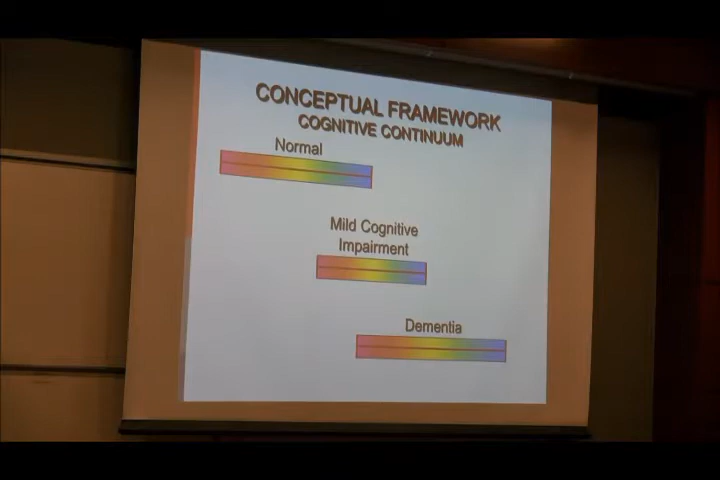 CONCEPTUAL FRAMEWORK
COGNITIVE CONTINUUM
Normal
Mild Cognitive
Impairment
Dementia